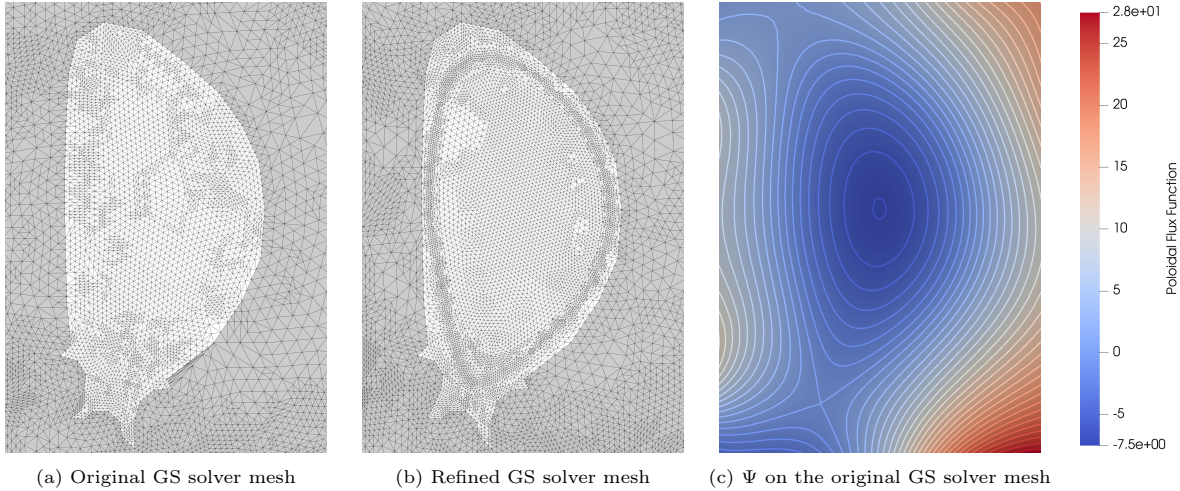 2.8e+01
25
20
15
10
5
0
-5
-7.5e+00
Poloidal Flux Function
(a) Original GS solver mesh
(b) Refined GS solver mesh
(c) Ψ on the original GS solver mesh